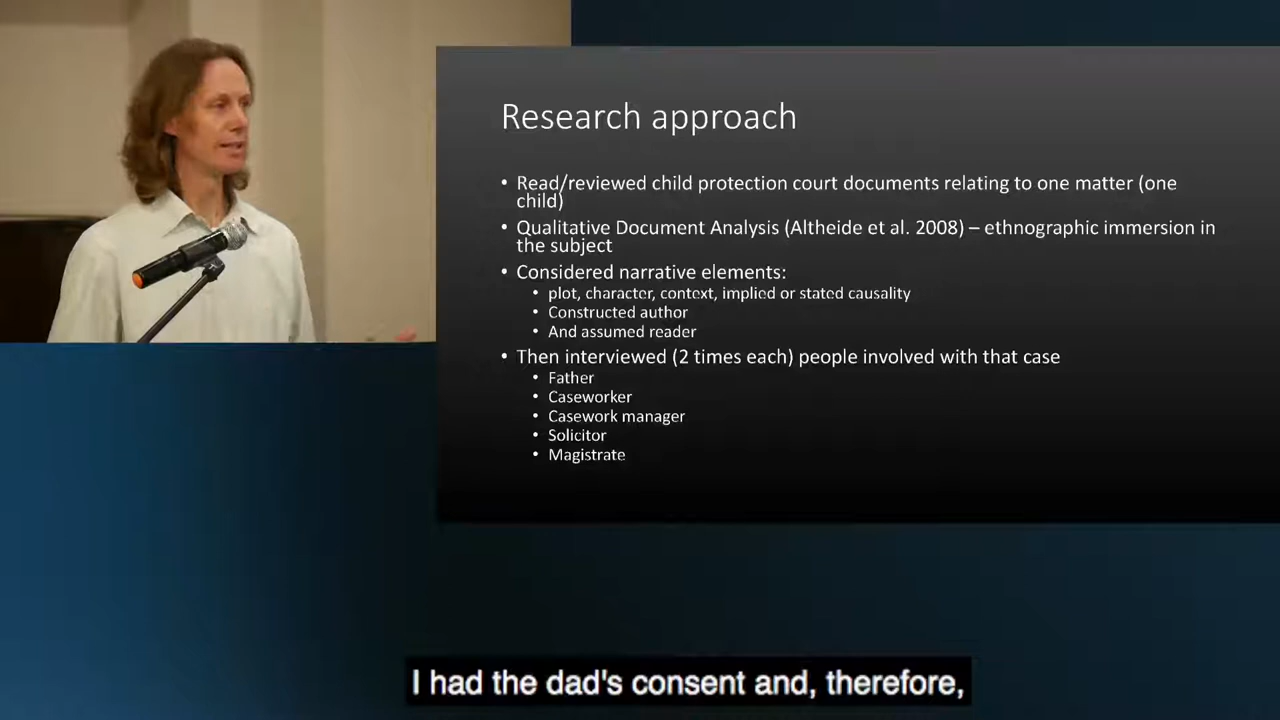 Research approach
• Read/reviewed child protection court documents relating to one matter (one
child)
• Qualitative Document Analysis (Altheide et al. 2008) – ethnographic immersion in
the subject
• Considered narrative elements:
• plot, character, context, implied or stated causality
• Constructed author
• And assumed reader
• Then interviewed (2 times each) people involved with that case
• Father
• Caseworker
• Casework manager
• Solicitor
• Magistrate
I had the dad's consent and, therefore,